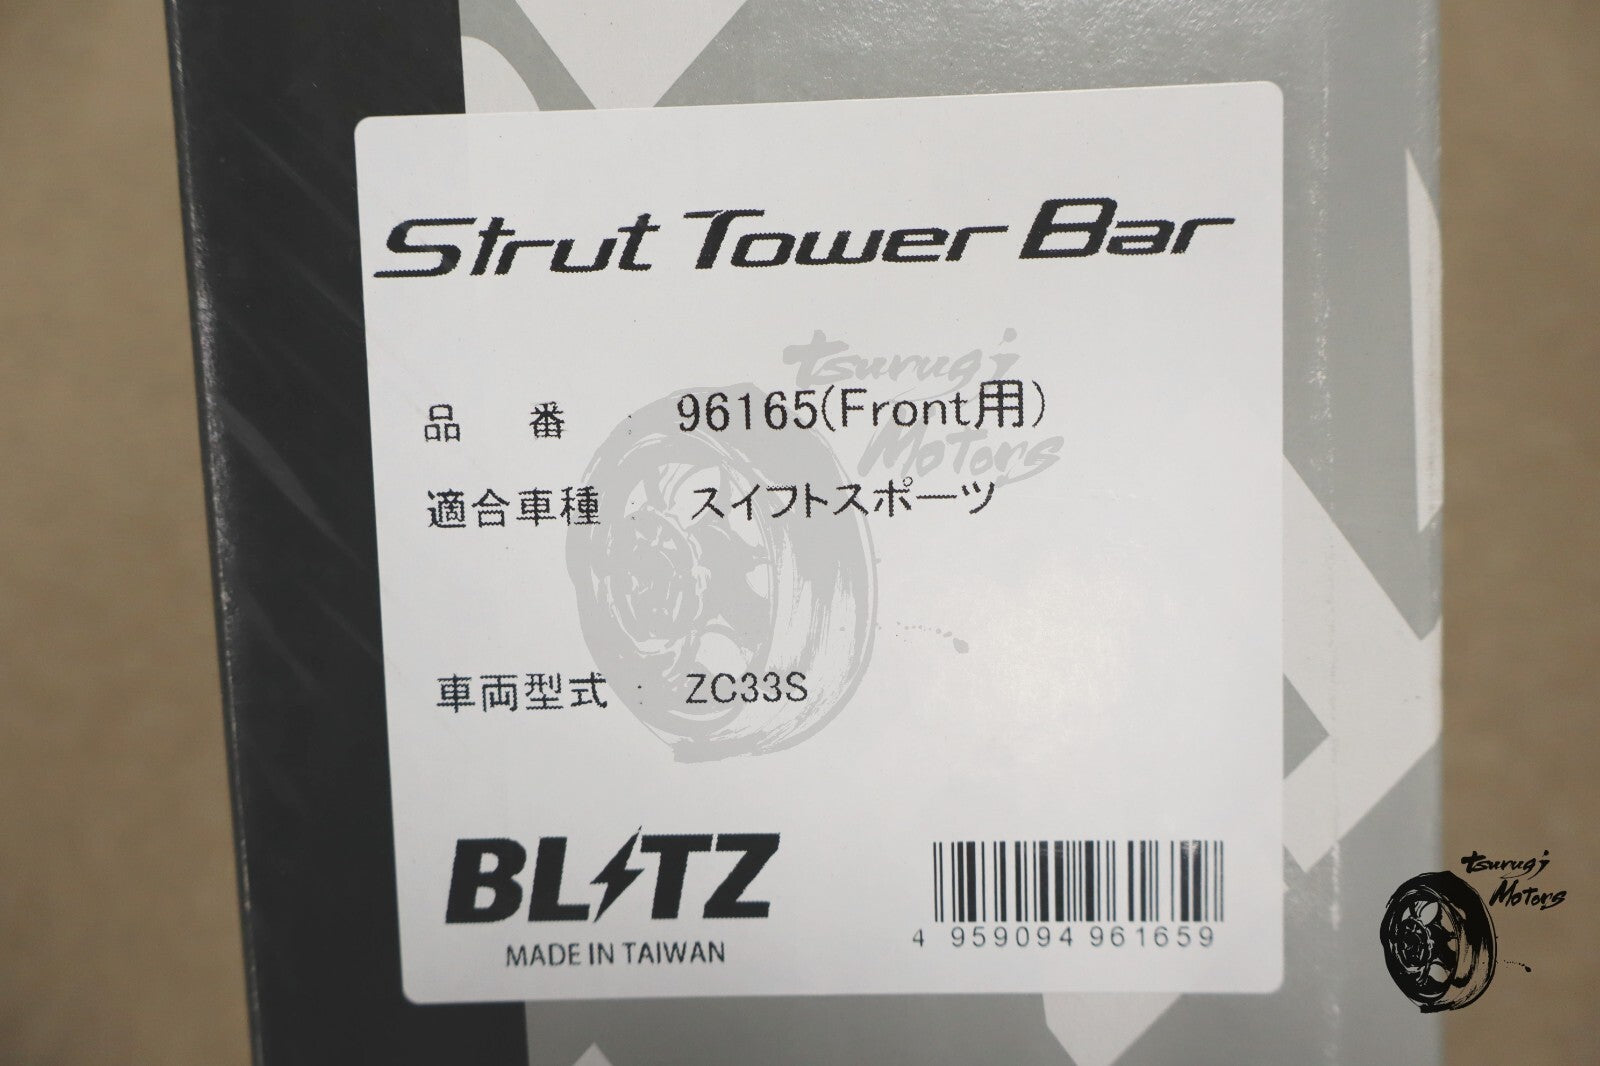 Strut Tower Bar
品 番 : 96165(Front用)
適合車種 スイフトスポーツ
車両型式 : ZC33S
BLITZ
MADE IN TAIWAN
4 959094 961659
tsurugi
Motors
tsurugi
Motors